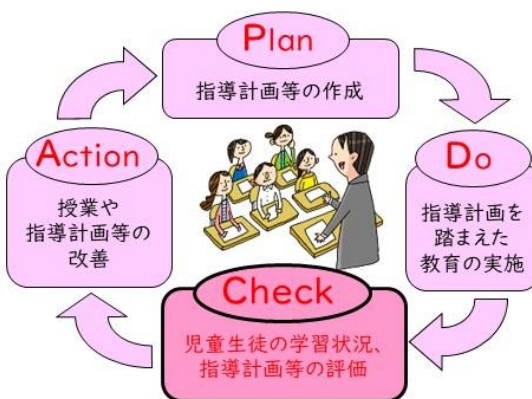 Plan
指導計画等の作成
Do
指導計画を
踏まえた
教育の実施
Check
児童生徒の学習状況、
指導計画等の評価
Action
授業や
指導計画等の
改善